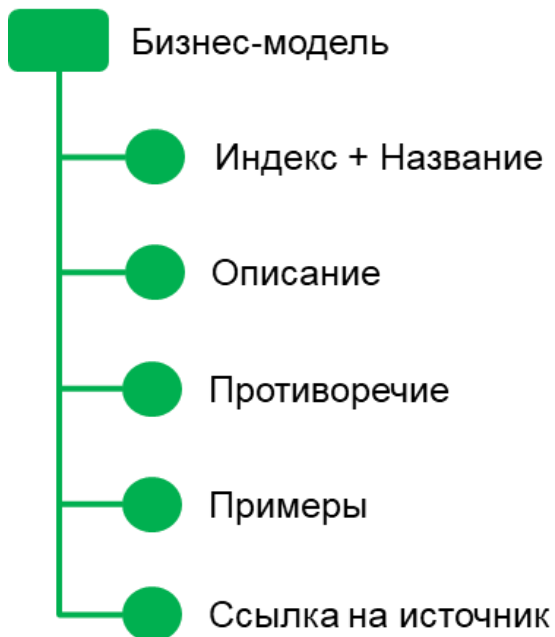 Бизнес-модель
Индекс + Название
Описание
Противоречие
Примеры
Ссылка на источник